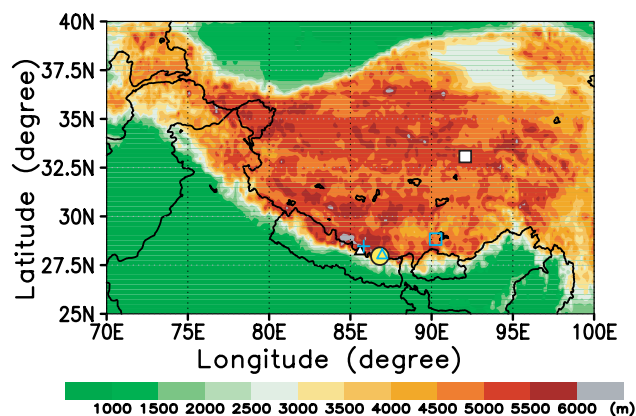 40N
37.5N
35N
32.5N
30N
27.5N
25N
Latitude (degree)
70E 75E 80E 85E 90E 95E 100E
Longitude (degree)
1000 1500 2000 2500 3000 3500 4000 4500 5000 5500 6000 (m)